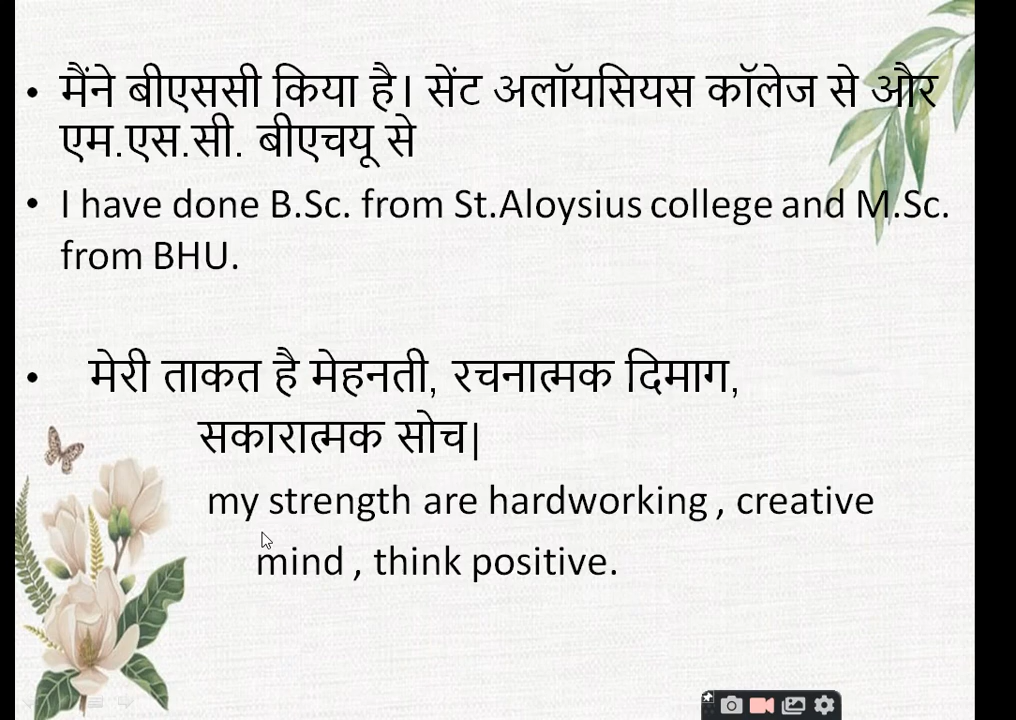 • मैंने बीएससी किया है। सेंट अलॉयसियस कॉलेज से और
एम.एस.सी. बीएचयू से
• I have done B.Sc. from St.Aloysius college and M.Sc.
from BHU.
• मेरी ताकत है मेहनती, रचनात्मक दिमाग,
सकारात्मक सोच|
my strength are hardworking , creative
mind , think positive.